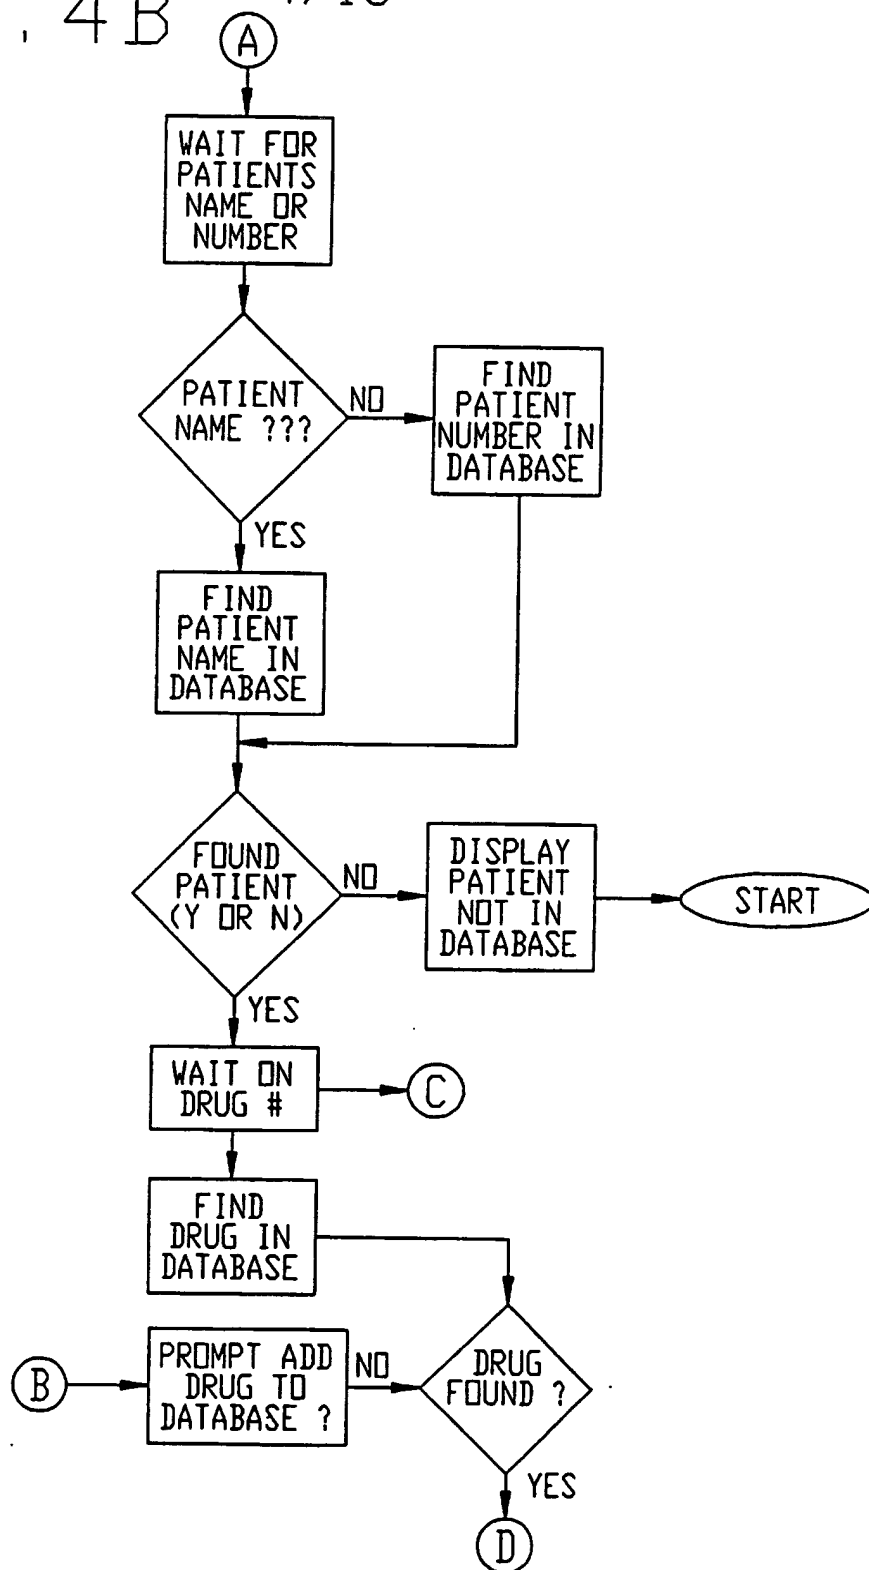 . 4B
A
WAIT FOR
PATIENTS
NAME OR
NUMBER
PATIENT
NAME ???
NO
FIND
PATIENT
NUMBER IN
DATABASE
YES
FIND
PATIENT
NAME IN
DATABASE
FOUND
PATIENT
(Y OR N)
NO
DISPLAY
PATIENT
NOT IN
DATABASE
START
YES
WAIT ON
DRUG #
C
FIND
DRUG IN
DATABASE
B
PROMPT ADD
DRUG TO
DATABASE ?
NO
DRUG
FOUND ?
YES
D